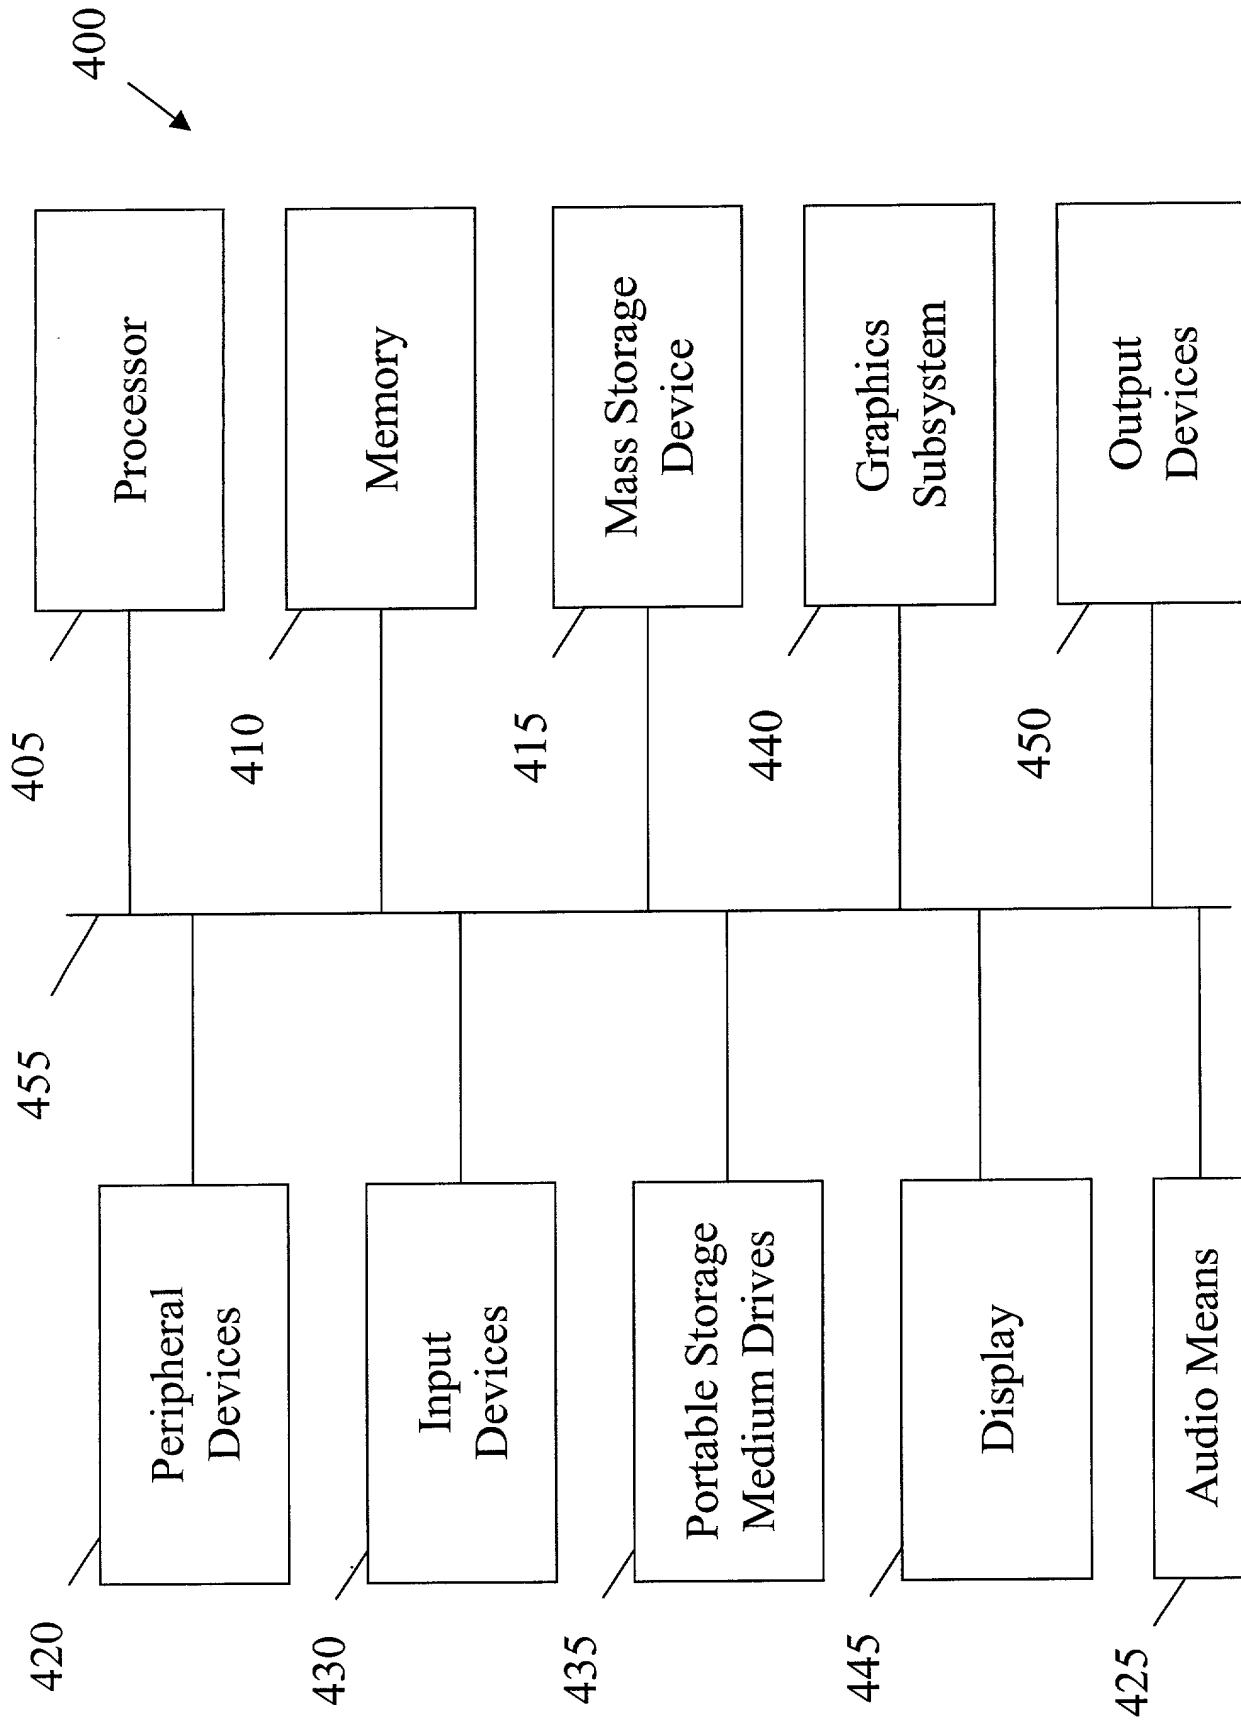 400
420
Peripheral
Devices
455
405
Processor
430
Input
Devices
410
Memory
435
Portable Storage
Medium Drives
415
Mass Storage
Device
445
Display
440
Graphics
Subsystem
425
Audio Means
450
Output
Devices